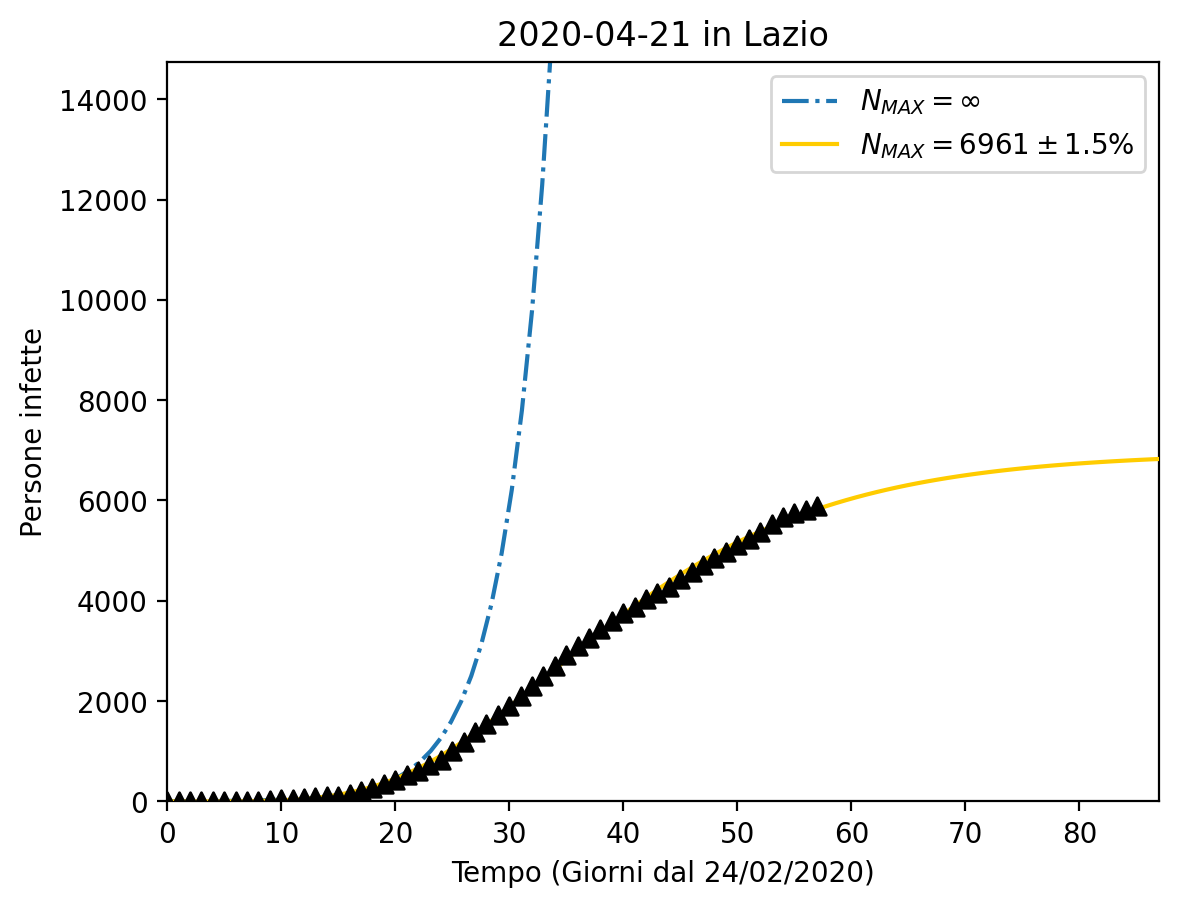 2020-04-21 in Lazio
N_MAX = ∞
N_MAX = 6961 ± 1.5%
Persone infette
14000
12000
10000
8000
6000
4000
2000
0
0 10 20 30 40 50 60 70 80
Tempo (Giorni dal 24/02/2020)